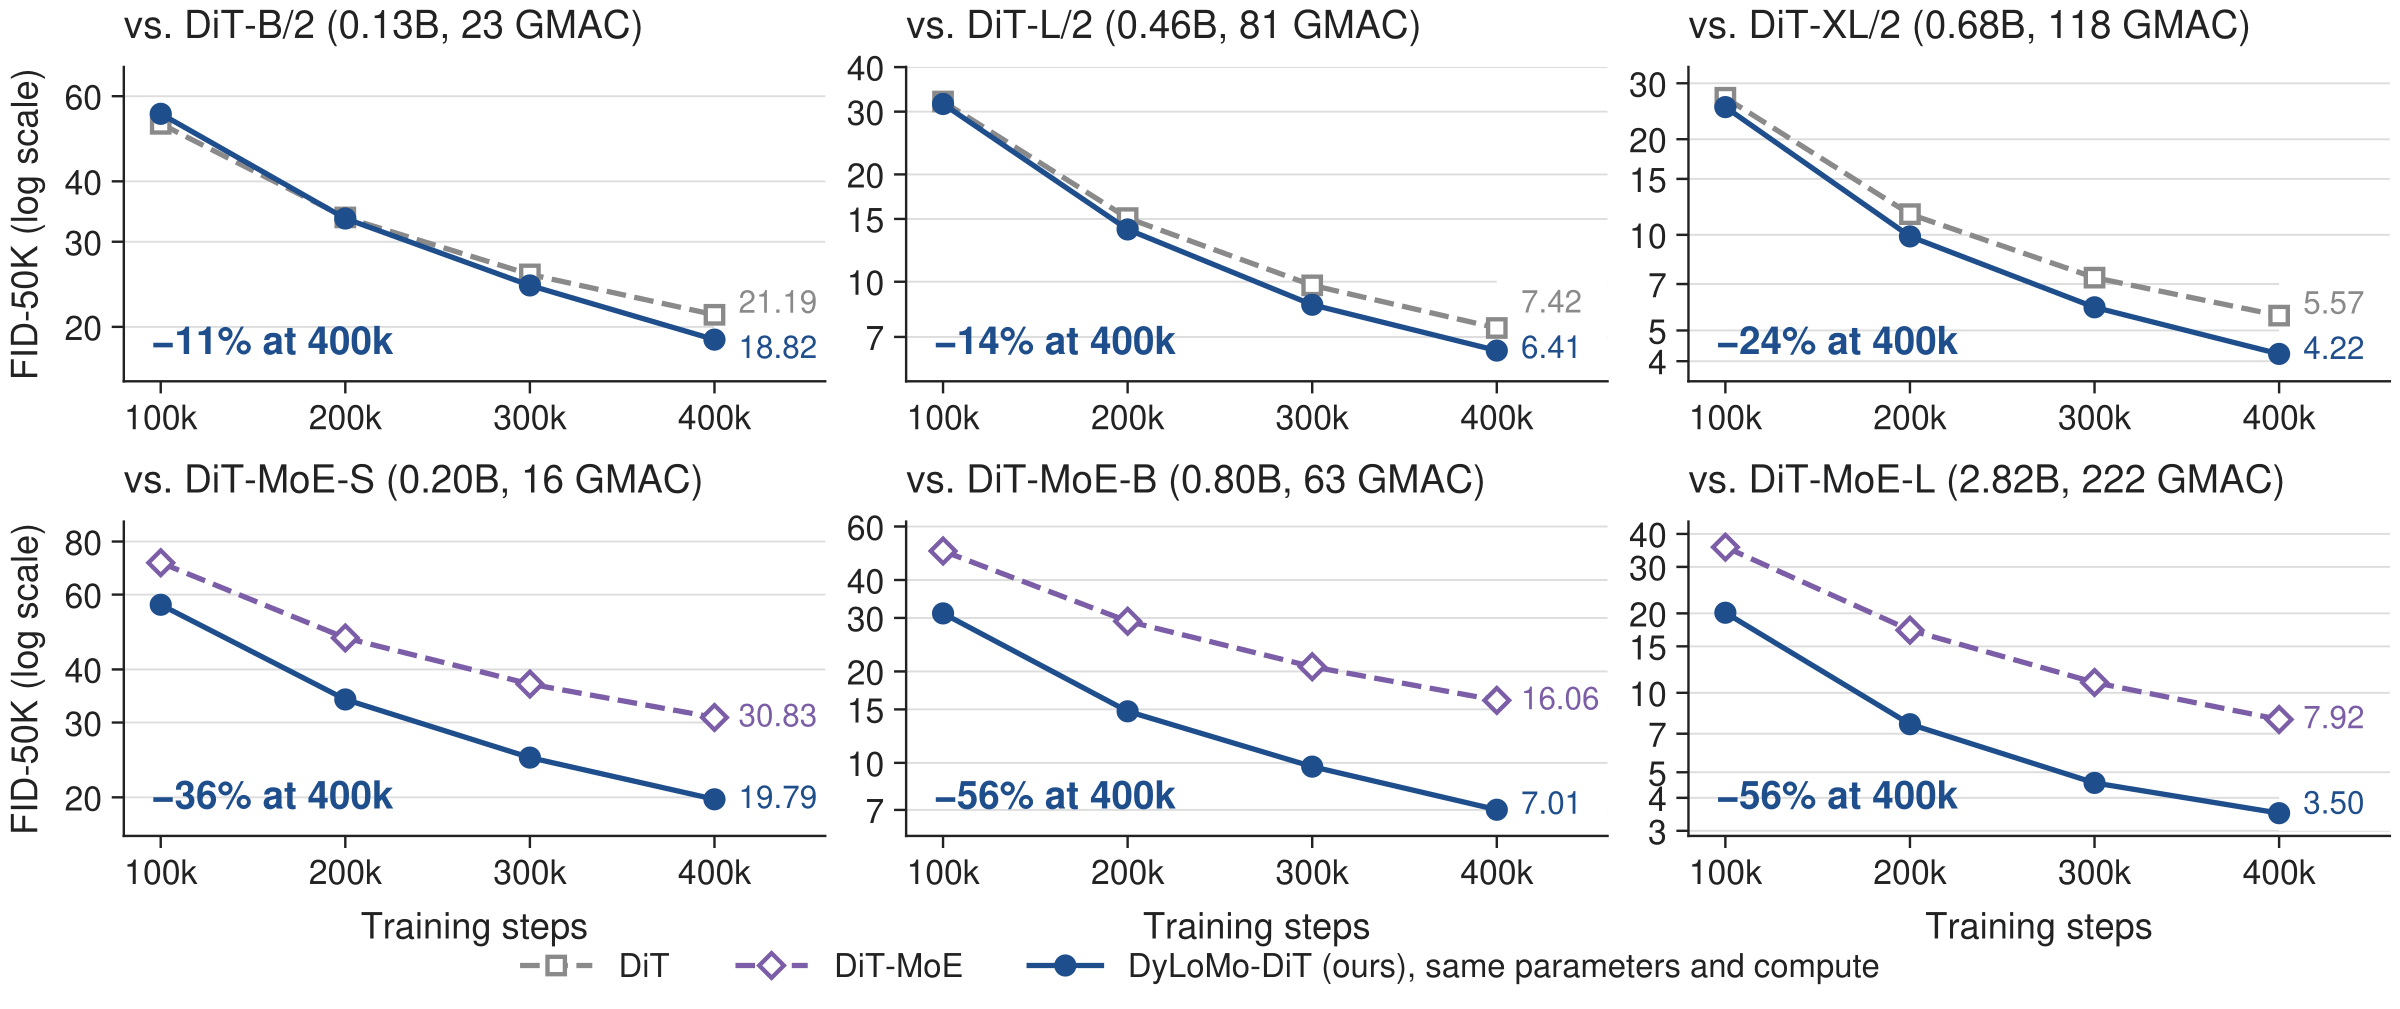 vs. DiT-B/2 (0.13B, 23 GMAC)
FID-50K (log scale)
60
40
30
20
21.19
18.82
–11% at 400k
100k 200k 300k 400k
vs. DiT-L/2 (0.46B, 81 GMAC)
40
30
20
15
10
7
7.42
6.41
–14% at 400k
100k 200k 300k 400k
vs. DiT-XL/2 (0.68B, 118 GMAC)
30
20
15
10
7
5
4
5.57
4.22
–24% at 400k
100k 200k 300k 400k
vs. DiT-MoE-S (0.20B, 16 GMAC)
FID-50K (log scale)
80
60
40
30
20
30.83
19.79
–36% at 400k
100k 200k 300k 400k
Training steps
vs. DiT-MoE-B (0.80B, 63 GMAC)
60
40
30
20
15
10
7
16.06
7.01
–56% at 400k
100k 200k 300k 400k
Training steps
vs. DiT-MoE-L (2.82B, 222 GMAC)
40
30
20
15
10
7
5
4
3
7.92
3.50
–56% at 400k
100k 200k 300k 400k
Training steps
DiT DiT-MoE DyLoMo-DiT (ours), same parameters and compute